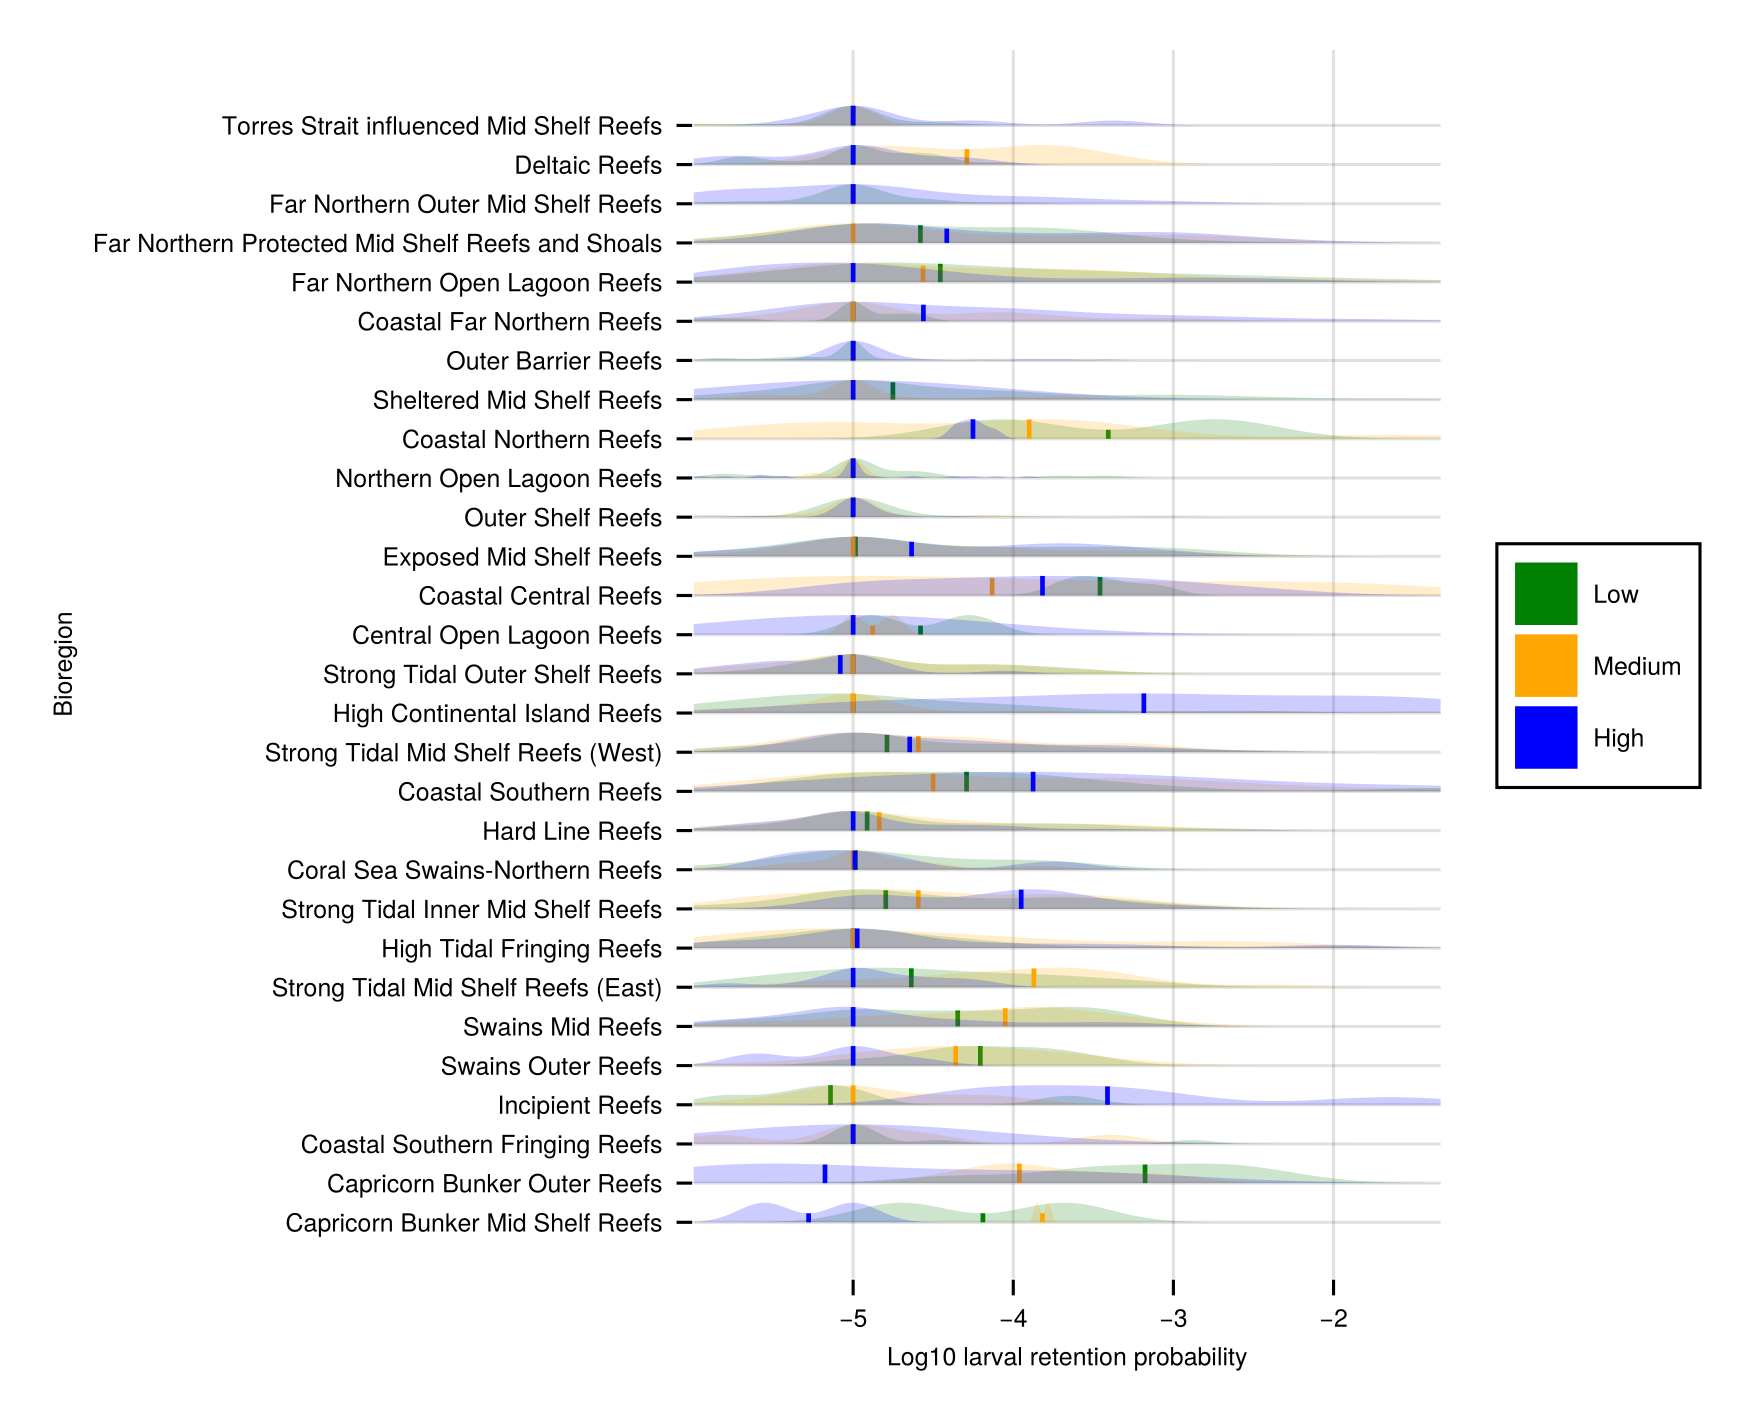 Torres Strait influenced Mid Shelf Reefs
Deltaic Reefs
Far Northern Outer Mid Shelf Reefs
Far Northern Protected Mid Shelf Reefs and Shoals
Far Northern Open Lagoon Reefs
Coastal Far Northern Reefs
Outer Barrier Reefs
Sheltered Mid Shelf Reefs
Coastal Northern Reefs
Northern Open Lagoon Reefs
Outer Shelf Reefs
Exposed Mid Shelf Reefs
Coastal Central Reefs
Central Open Lagoon Reefs
Strong Tidal Outer Shelf Reefs
High Continental Island Reefs
Strong Tidal Mid Shelf Reefs (West)
Coastal Southern Reefs
Hard Line Reefs
Coral Sea Swains-Northern Reefs
Strong Tidal Inner Mid Shelf Reefs
High Tidal Fringing Reefs
Strong Tidal Mid Shelf Reefs (East)
Swains Mid Reefs
Swains Outer Reefs
Incipient Reefs
Coastal Southern Fringing Reefs
Capricorn Bunker Outer Reefs
Capricorn Bunker Mid Shelf Reefs
Bioregion
−5 −4 −3 −2
Log10 larval retention probability
Low
Medium
High